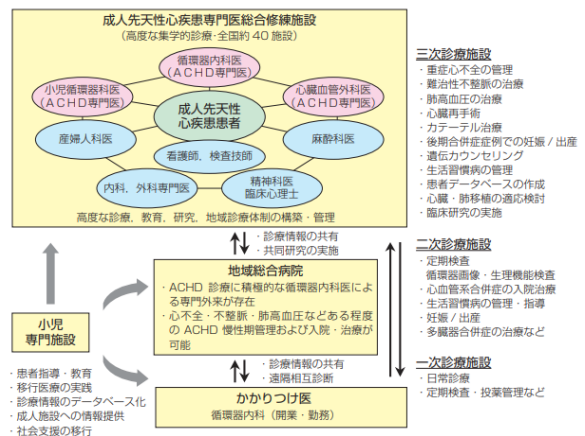 成人先天性心疾患専門医総合修練施設
(高度な集学的診療・全国約 40 施設)
循環器内科医
(ACHD専門医)
小児循環器科医
(ACHD専門医)
心臓血管外科医
(ACHD専門医)
成人先天性
心疾患患者
産婦人科医
麻酔科医
看護師，検査技師
内科，外科専門医
精神科医
臨床心理士
高度な診療，教育，研究，地域診療体制の構築・管理
・診療情報の共有
・共同研究の実施
地域総合病院
・ACHD 診療に積極的な循環器内科医に
よる専門外来が存在
・心不全・不整脈・肺高血圧などある程度
の ACHD 慢性期管理および入院・治療が
可能
小児
専門施設
・患者指導・教育
・移行医療の実践
・診療情報のデータベース化
・成人施設への情報提供
・社会支援の移行
・診療情報の共有
・遠隔相互診断
かかりつけ医
循環器内科（開業・勤務）
三次診療施設
・重症心不全の管理
・難治性不整脈の治療
・肺高血圧の治療
・心臓再手術
・カテーテル治療
・後期合併症症例での妊娠 / 出産
・遺伝カウンセリング
・生活習慣病の管理
・患者データベースの作成
・心臓・肺移植の適応検討
・臨床研究の実施
二次診療施設
・定期検査
循環器画像・生理機能検査
・心血管系合併症の入院治療
・生活習慣病の管理・指導
・妊娠 / 出産
・多臓器合併症の治療など
一次診療施設
・日常診療
・定期検査・投薬管理など